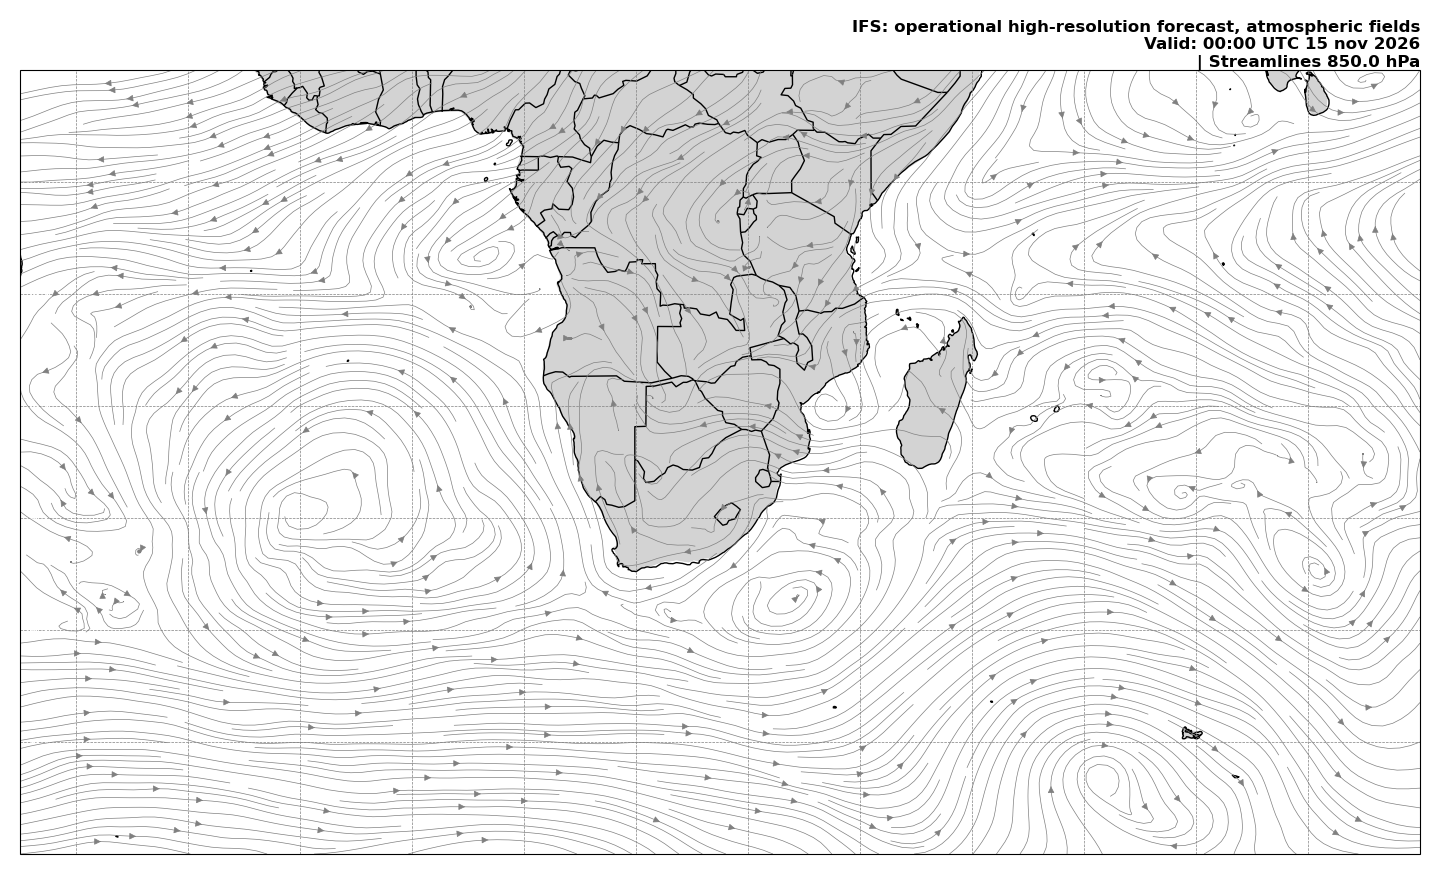 IFS: operational high-resolution forecast, atmospheric fields
Valid: 00:00 UTC 15 nov 2026
| Streamlines 850.0 hPa